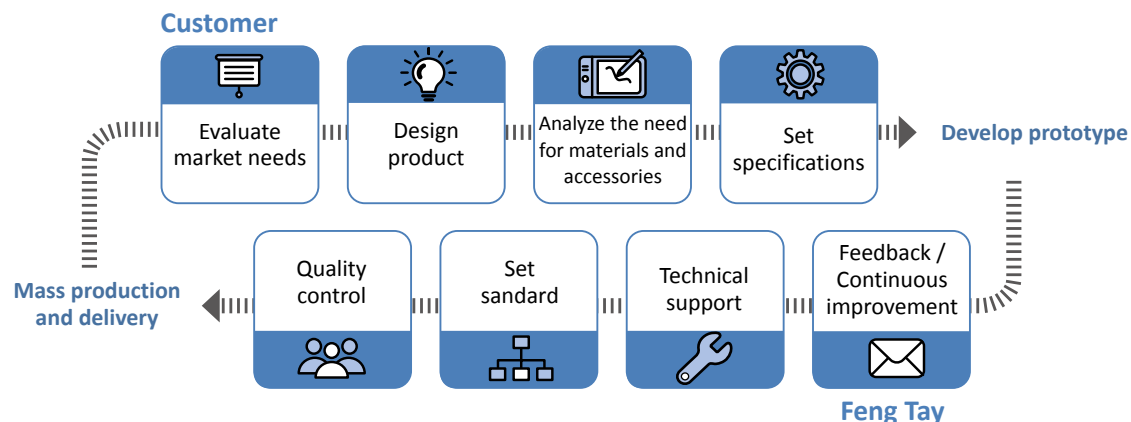 Customer
Evaluate
market needs
Design
product
Analyze the need
for materials and
accessories
Set
specifications
Develop prototype
Feedback /
Continuous
improvement
Technical
support
Set
sandard
Quality
control
Mass production
and delivery
Feng Tay